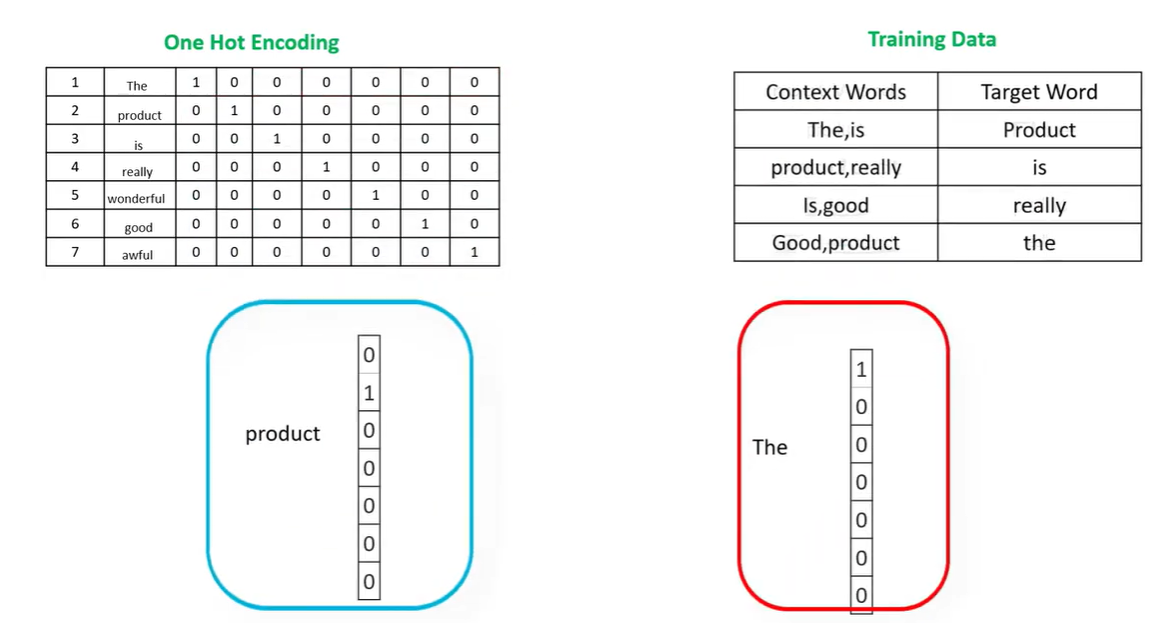 One Hot Encoding
1 The 1 0 0 0 0 0 0
2 product 0 1 0 0 0 0 0
3 is 0 0 1 0 0 0 0
4 really 0 0 0 1 0 0 0
5 wonderful 0 0 0 0 1 0 0
6 good 0 0 0 0 0 1 0
7 awful 0 0 0 0 0 0 1
Training Data
Context Words Target Word
The,is Product
product,really is
Is,good really
Good,product the
product
0
1
0
0
0
0
0
The
1
0
0
0
0
0
0